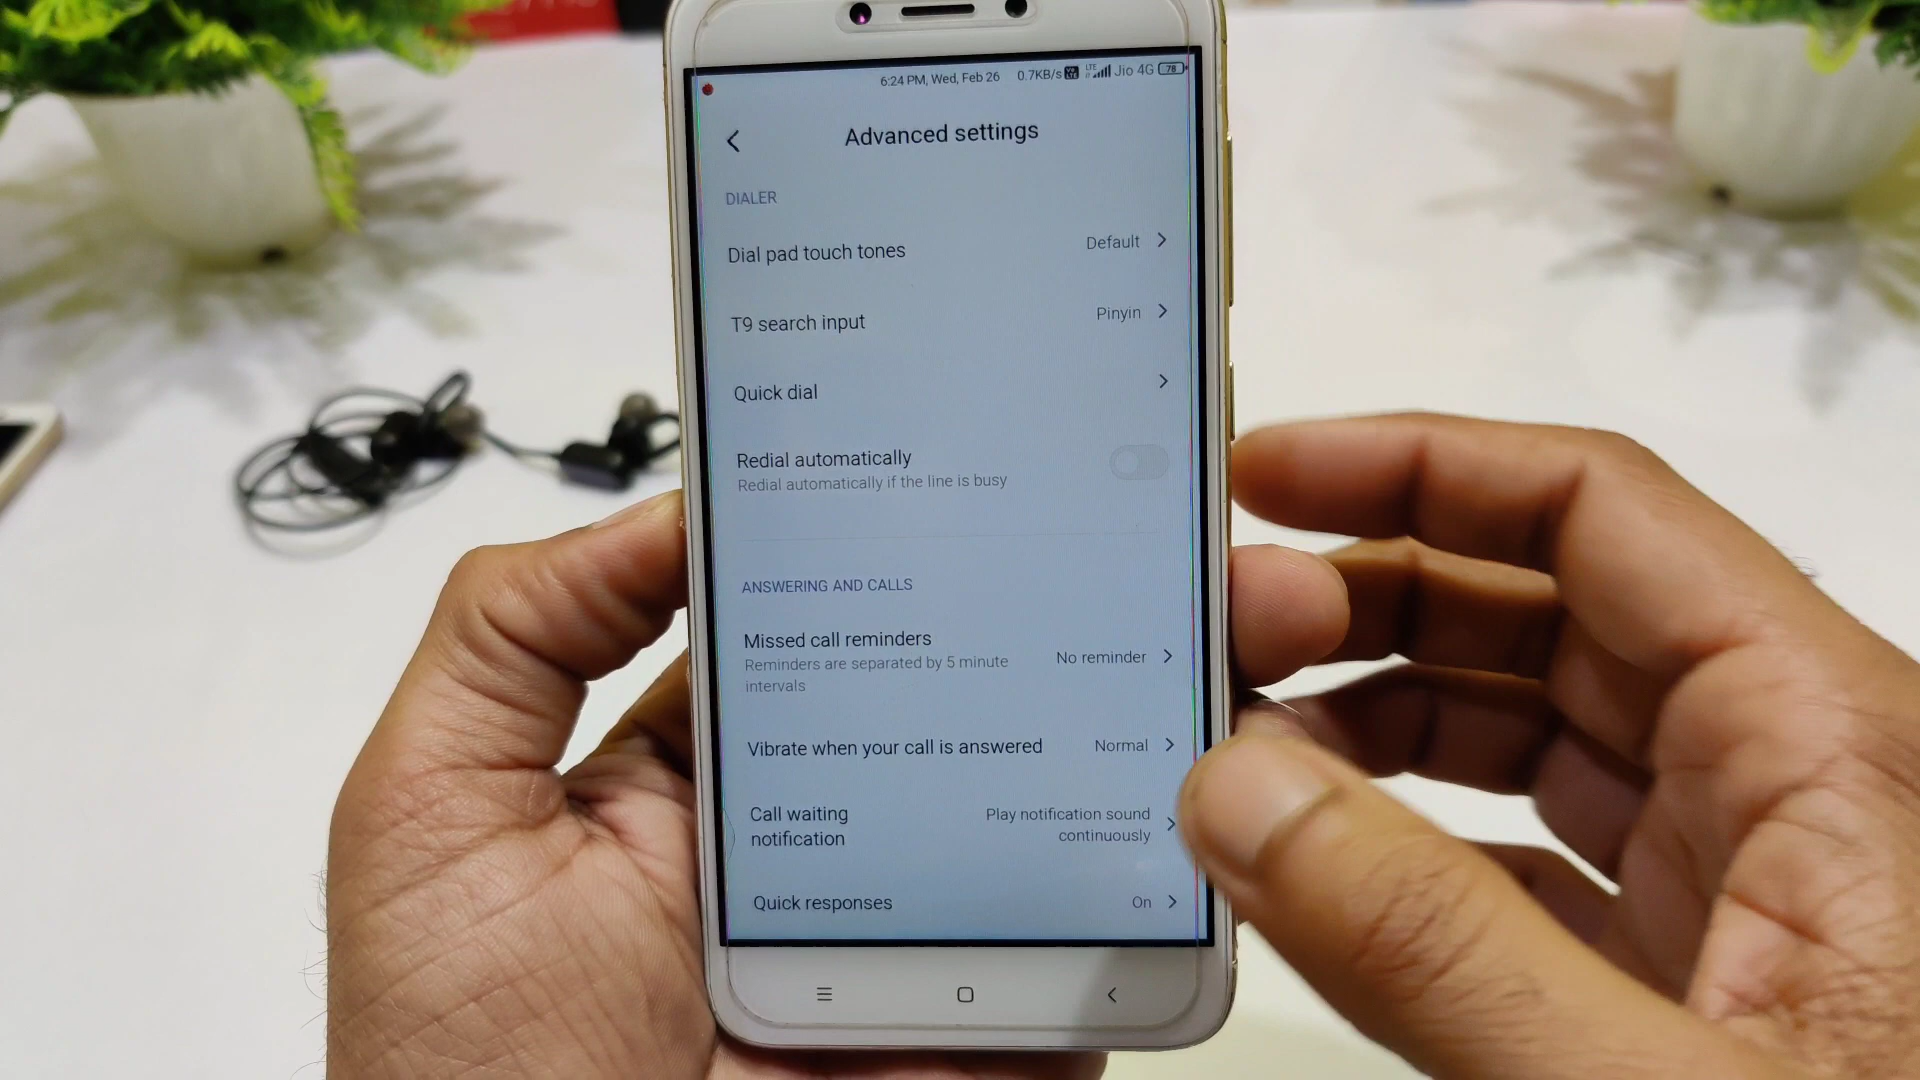 6:24 PM, Wed, Feb 26 0.7KB/s Vo LTE LTE Jio 4G 78
Advanced settings
DIALER
Dial pad touch tones Default
T9 search input Pinyin
Quick dial
Redial automatically
Redial automatically if the line is busy
ANSWERING AND CALLS
Missed call reminders
Reminders are separated by 5 minute
intervals
No reminder
Vibrate when your call is answered Normal
Call waiting
notification
Play notification sound
continuously
Quick responses On